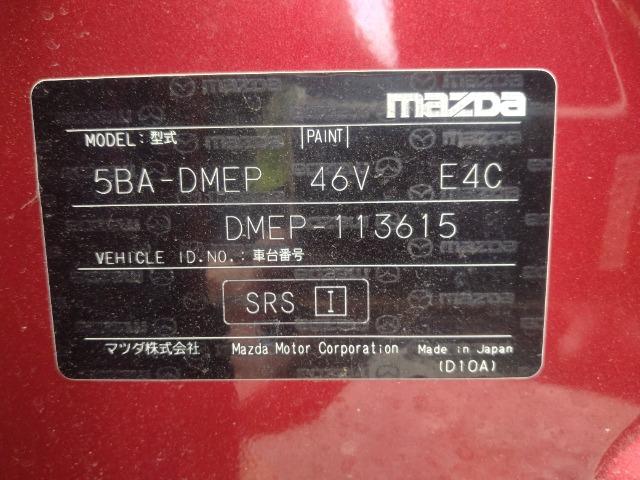 mazda
MODEL: 型式 PAINT
5BA-DMEP 46V E4C
DMEP-113615
VEHICLE ID.NO.: 車台番号
SRS I
マツダ株式会社 Mazda Motor Corporation Made in Japan
(D10A)